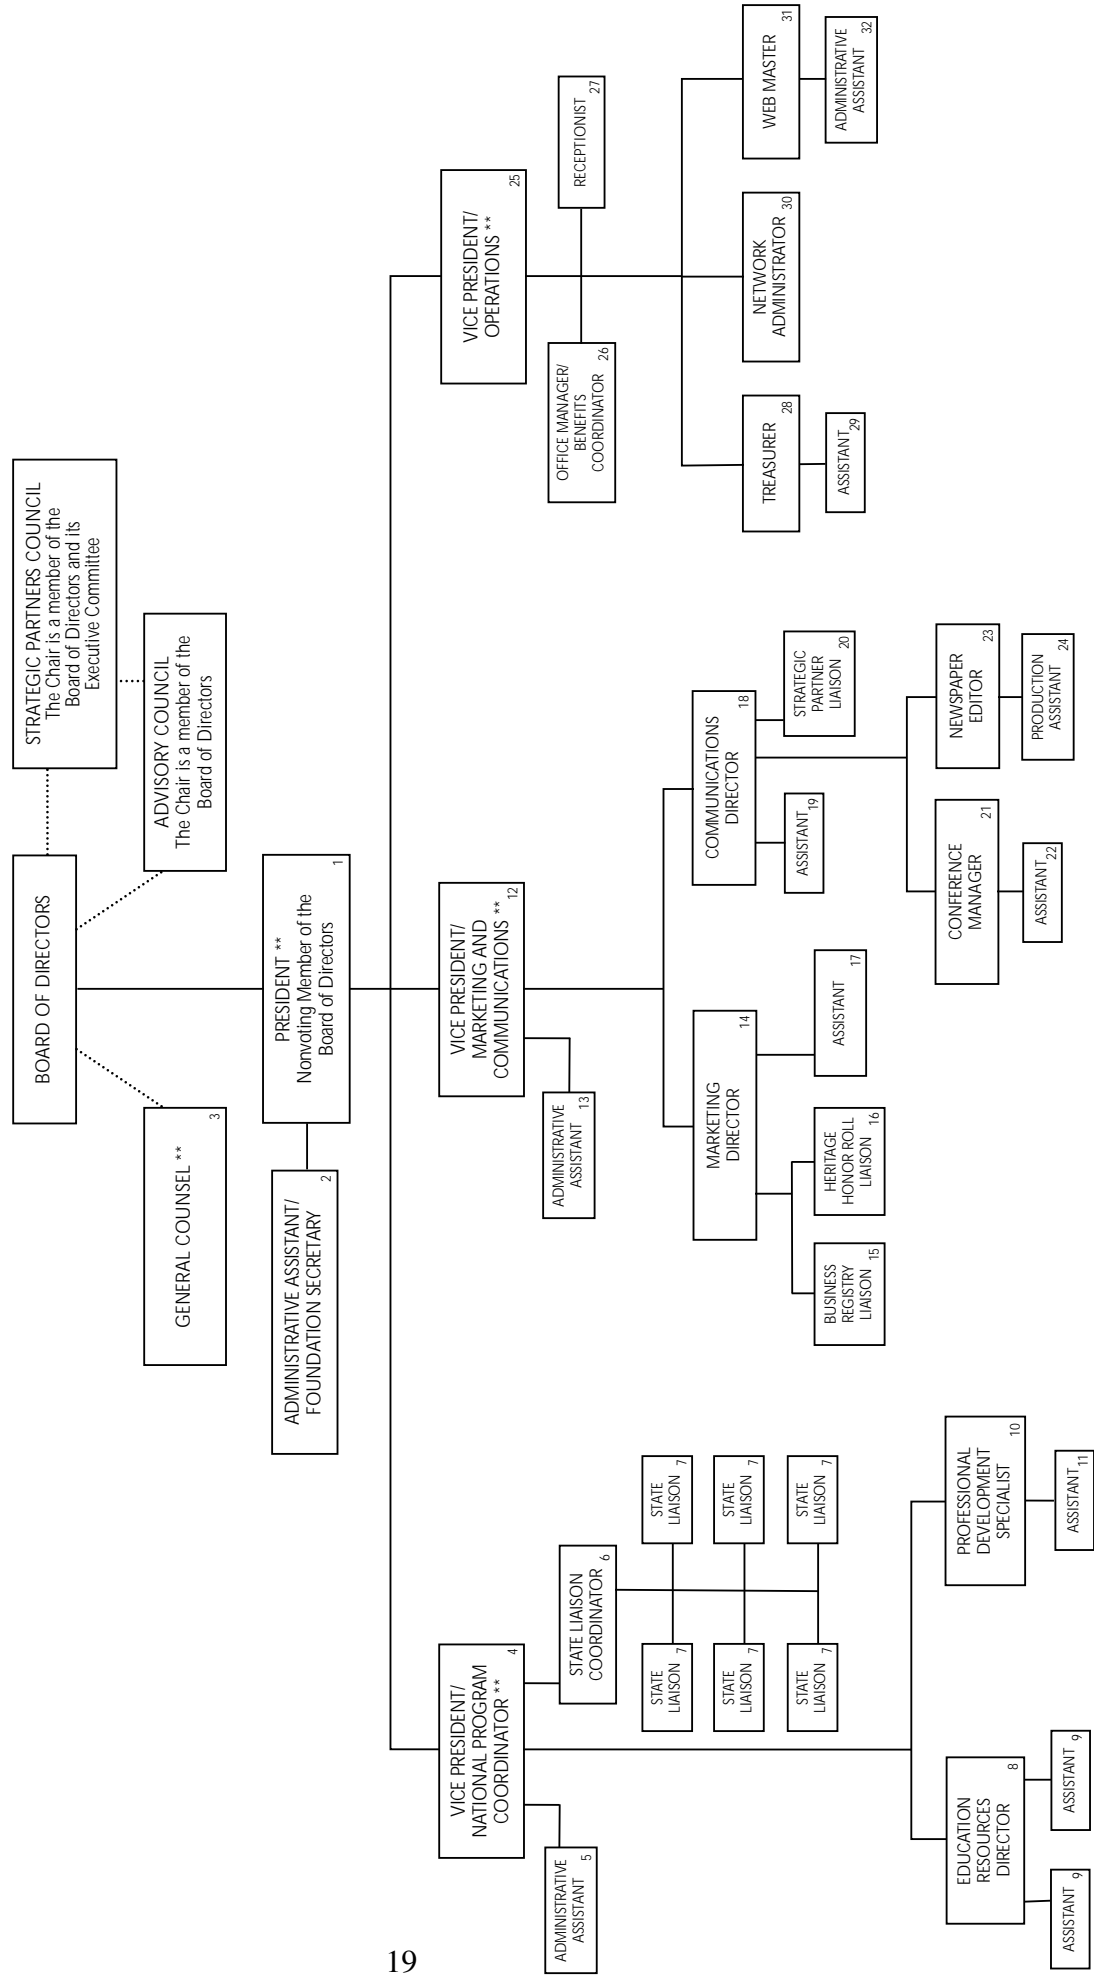 BOARD OF DIRECTORS
STRATEGIC PARTNERS COUNCIL
The Chair is a member of the
Board of Directors and its
Executive Committee
ADVISORY COUNCIL
The Chair is a member of the
Board of Directors
GENERAL COUNSEL **
3
PRESIDENT **
Nonvoting Member of the
Board of Directors
1
ADMINISTRATIVE ASSISTANT/
FOUNDATION SECRETARY
2
VICE PRESIDENT/
NATIONAL PROGRAM
COORDINATOR **
4
ADMINISTRATIVE
ASSISTANT
5
STATE LIAISON
COORDINATOR
6
STATE
LIAISON
7
STATE
LIAISON
7
STATE
LIAISON
7
STATE
LIAISON
7
STATE
LIAISON
7
STATE
LIAISON
7
EDUCATION
RESOURCES
DIRECTOR
8
ASSISTANT
9
ASSISTANT
9
PROFESSIONAL
DEVELOPMENT
SPECIALIST
10
ASSISTANT
11
VICE PRESIDENT/
MARKETING AND
COMMUNICATIONS **
12
ADMINISTRATIVE
ASSISTANT
13
MARKETING
DIRECTOR
14
BUSINESS
REGISTRY
LIAISON
15
HERITAGE
HONOR ROLL
LIAISON
16
ASSISTANT
17
COMMUNICATIONS
DIRECTOR
18
ASSISTANT
19
STRATEGIC
PARTNER
LIAISON
20
CONFERENCE
MANAGER
21
ASSISTANT
22
NEWSPAPER
EDITOR
23
PRODUCTION
ASSISTANT
24
VICE PRESIDENT/
OPERATIONS **
25
OFFICE MANAGER/
BENEFITS
COORDINATOR
26
RECEPTIONIST
27
TREASURER
28
ASSISTANT
29
NETWORK
ADMINISTRATOR
30
WEB MASTER
31
ADMINISTRATIVE
ASSISTANT
32
19